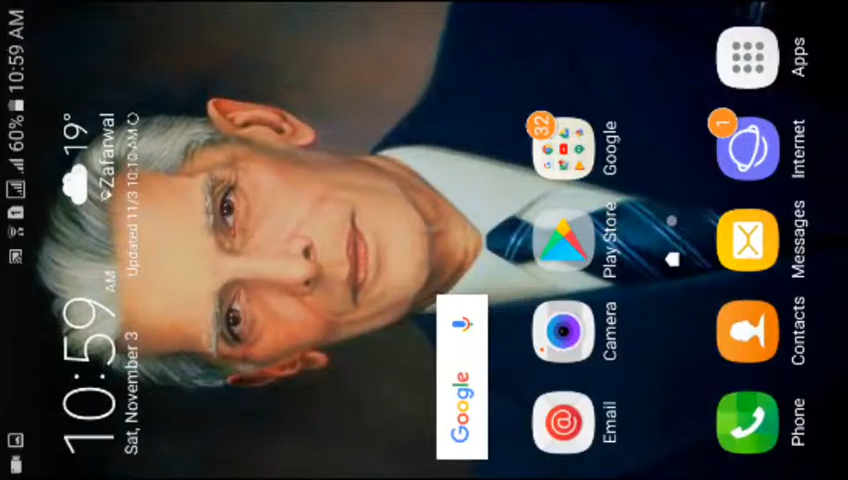 60% 10:59 AM
10:59 AM
Sat, November 3
19°
Zafarwal
Updated 11/3 10:10 AM
Google
Email
Camera
Play Store
32
Google
Phone
Contacts
Messages
1
Internet
Apps